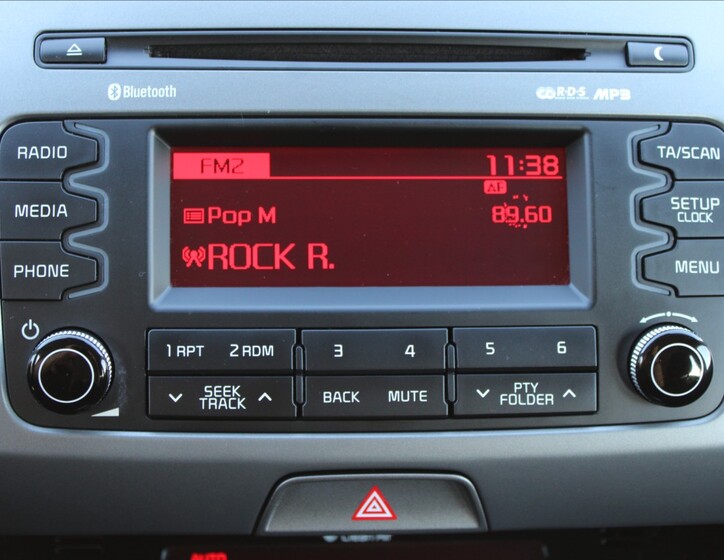 Bluetooth
R·D·S MP3
RADIO
MEDIA
PHONE
FM2 11:38
AF
Pop M 89.60
ROCK R.
TA/SCAN
SETUP
CLOCK
MENU
1 RPT 2 RDM 3 4 5 6
SEEK
TRACK
BACK MUTE
PTY
FOLDER
AUTO